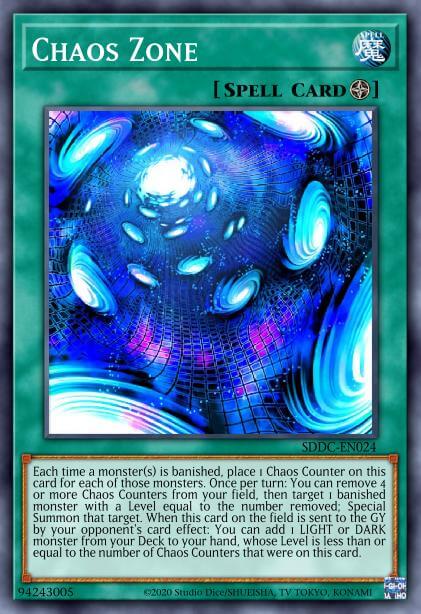 CHAOS ZONE
SPELL
魔
[SPELL CARD]
SDDC-EN024
Each time a monster(s) is banished, place 1 Chaos Counter on this
card for each of those monsters. Once per turn: You can remove 4
or more Chaos Counters from your field, then target 1 banished
monster with a Level equal to the number removed; Special
Summon that target. When this card on the field is sent to the GY
by your opponent's card effect: You can add 1 LIGHT or DARK
monster from your Deck to your hand, whose Level is less than or
equal to the number of Chaos Counters that were on this card.
94243005 ©2020 Studio Dice/SHUEISHA, TV TOKYO, KONAMI